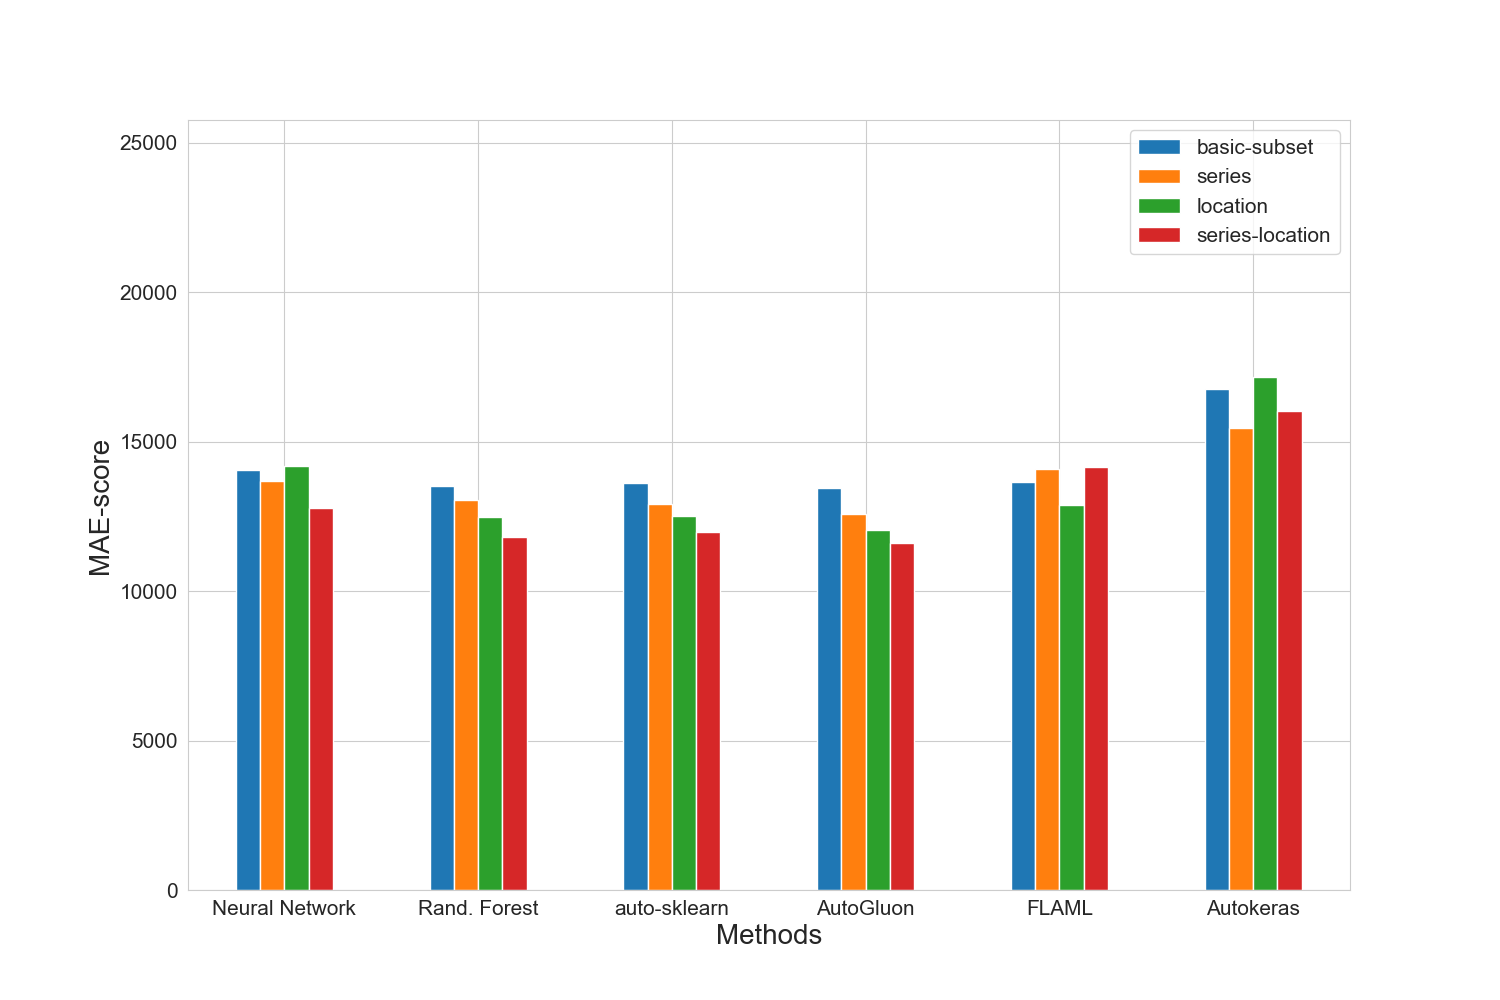 25000
20000
15000
10000
5000
0
MAE-score
basic-subset
series
location
series-location
Neural Network Rand. Forest auto-sklearn AutoGluon FLAML Autokeras
Methods